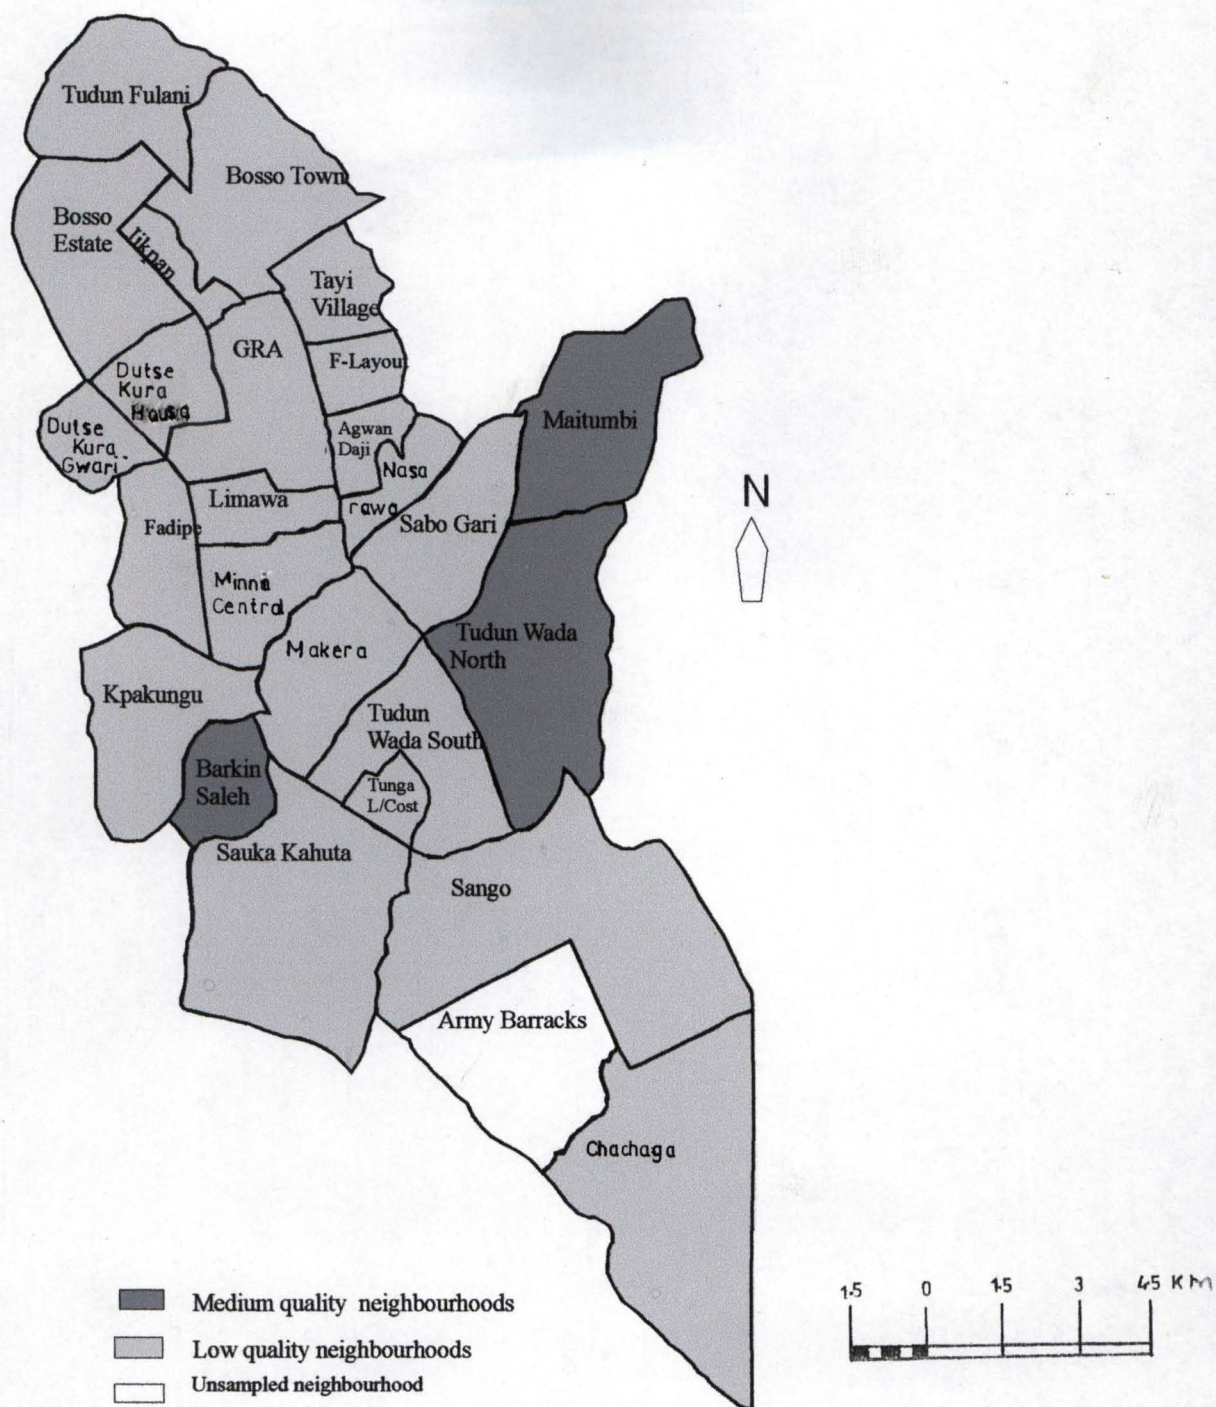 Tudun Fulani
Bosso Town
Bosso
Estate
Jikpan
Tayi
Village
GRA
F-Layout
Dutse
Kura
Hausa
Dutse
Kura
Gwari
Agwan
Daji
Nasa
rawa
Maitumbi
N
Limawa
Fadipe
Sabo Gari
Minna
Central
Makera
Tudun Wada
North
Kpakungu
Tudun
Wada South
Barkin
Saleh
Tunga
L/Cost
Sauka Kahuta
Sango
Army Barracks
Chachaga
Medium quality neighbourhoods
Low quality neighbourhoods
Unsampled neighbourhood
1.5 0 1.5 3 4.5 KM